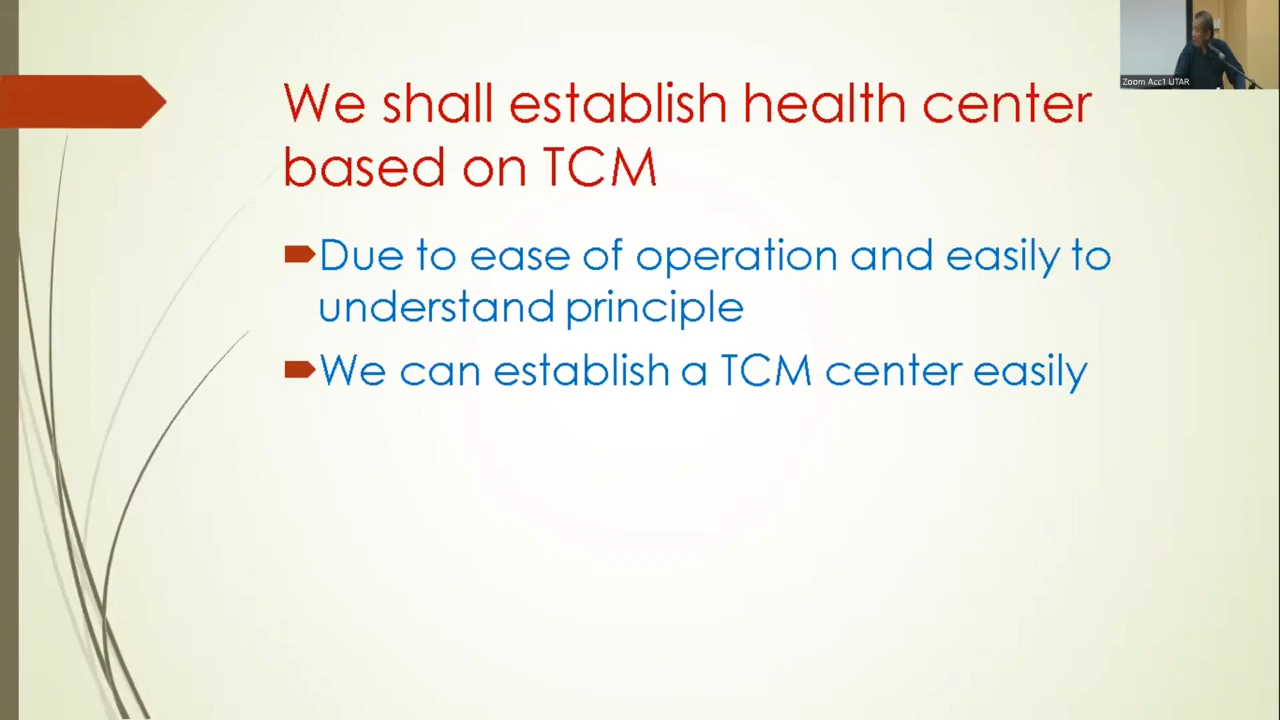 We shall establish health center
based on TCM
Due to ease of operation and easily to
understand principle
We can establish a TCM center easily
Zoom Acc1 UTAR